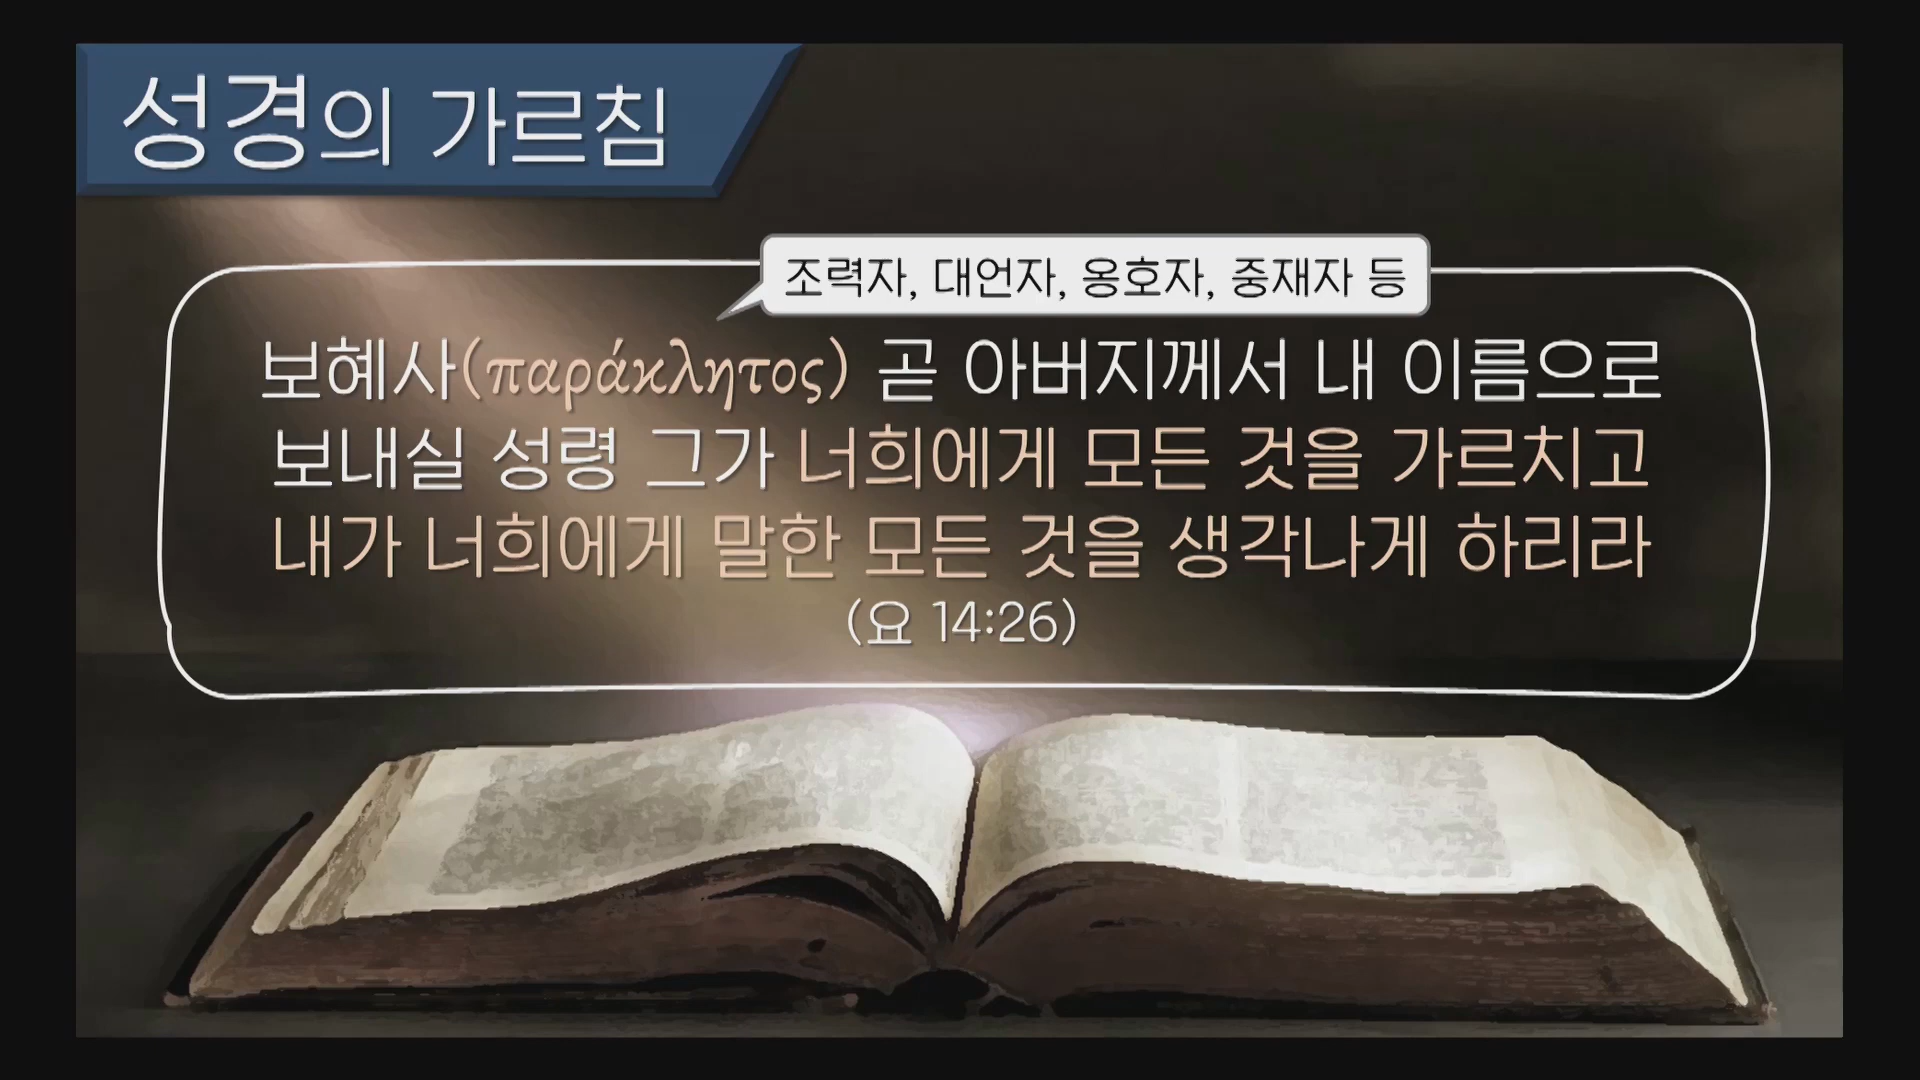 성경의 가르침
조력자, 대언자, 옹호자, 중재자 등
보혜사(παράκλητος) 곧 아버지께서 내 이름으로
보내실 성령 그가 너희에게 모든 것을 가르치고
내가 너희에게 말한 모든 것을 생각나게 하리라
(요 14:26)